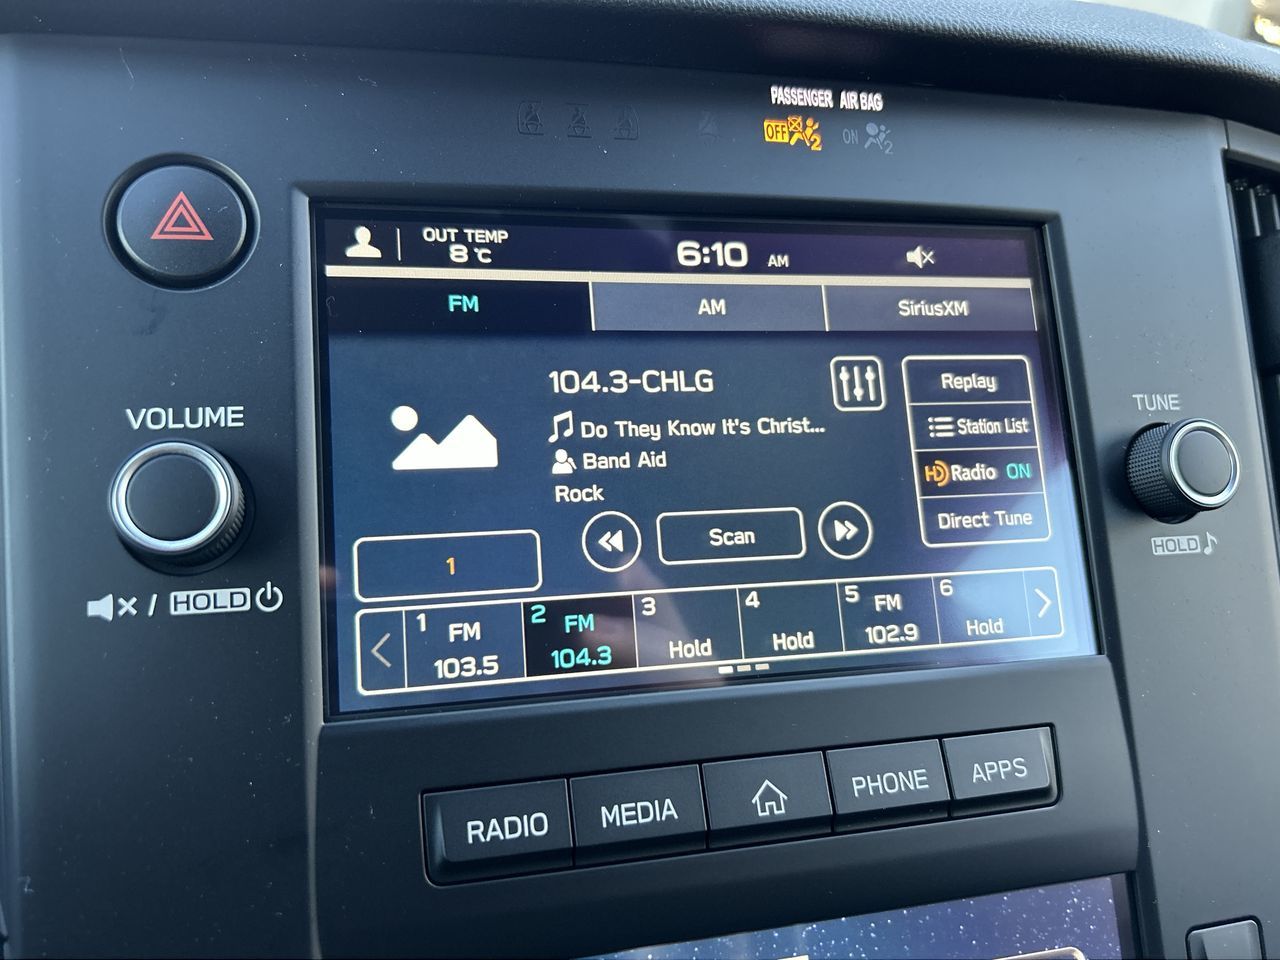 PASSENGER AIR BAG
OFF 2 ON 2
OUT TEMP
8°C
6:10 AM
FM
AM
SiriusXM
104.3-CHLG
Do They Know It's Christ...
Band Aid
Rock
Replay
Station List
HD Radio ON
Direct Tune
Scan
1
1 FM 103.5
2 FM 104.3
3 Hold
4 Hold
5 FM 102.9
6 Hold
VOLUME
/ HOLD
TUNE
HOLD
RADIO
MEDIA
PHONE
APPS